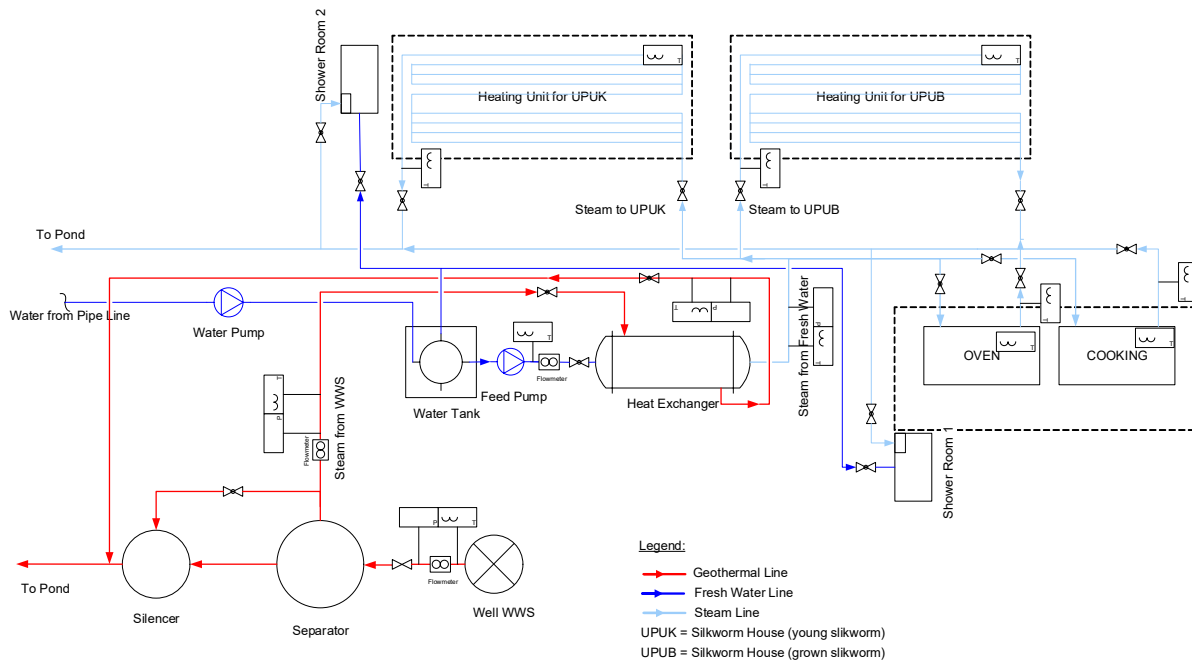 Shower Room 2
T
T
Heating Unit for UPUK
Heating Unit for UPUB
T
T
Steam to UPUK
Steam to UPUB
To Pond
T
Water from Pipe Line
Water Pump
T
P
T
P
T
Steam from Fresh Water
T
T
T
OVEN
COOKING
Flowmeter
Water Tank
Feed Pump
Heat Exchanger
T
P
Flowmeter
Steam from WWS
Shower Room 1
P
T
Flowmeter
To Pond
Silencer
Separator
Well WWS
Legend:
Geothermal Line
Fresh Water Line
Steam Line
UPUK = Silkworm House (young slikworm)
UPUB = Silkworm House (grown slikworm)